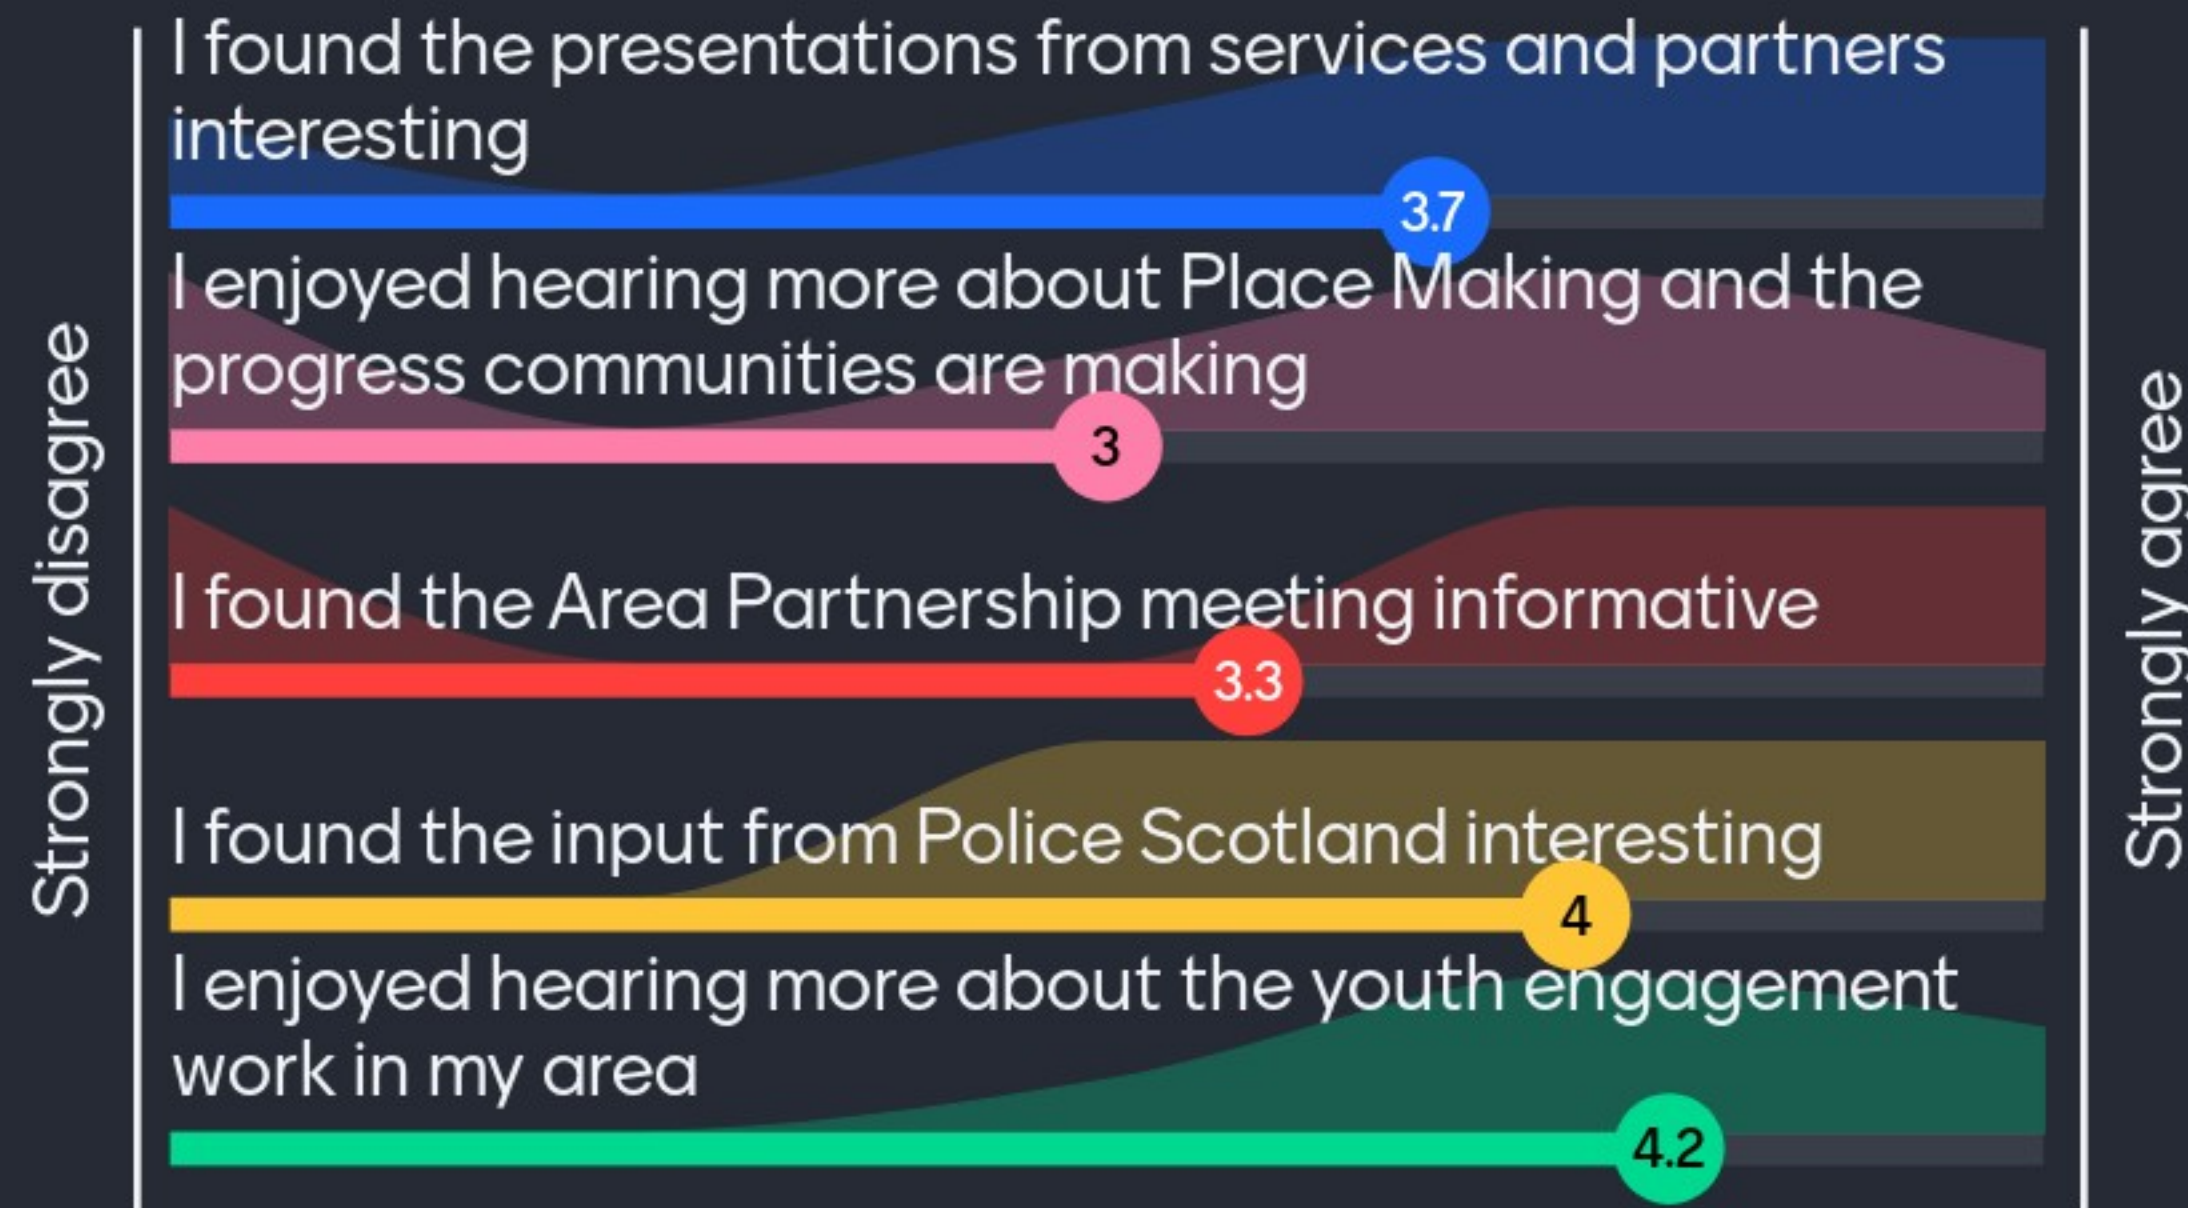 I found the presentations from services and partners
interesting
3.7
I enjoyed hearing more about Place Making and the
progress communities are making
3
I found the Area Partnership meeting informative
3.3
I found the input from Police Scotland interesting
4
I enjoyed hearing more about the youth engagement
work in my area
4.2
Strongly disagree
Strongly agree